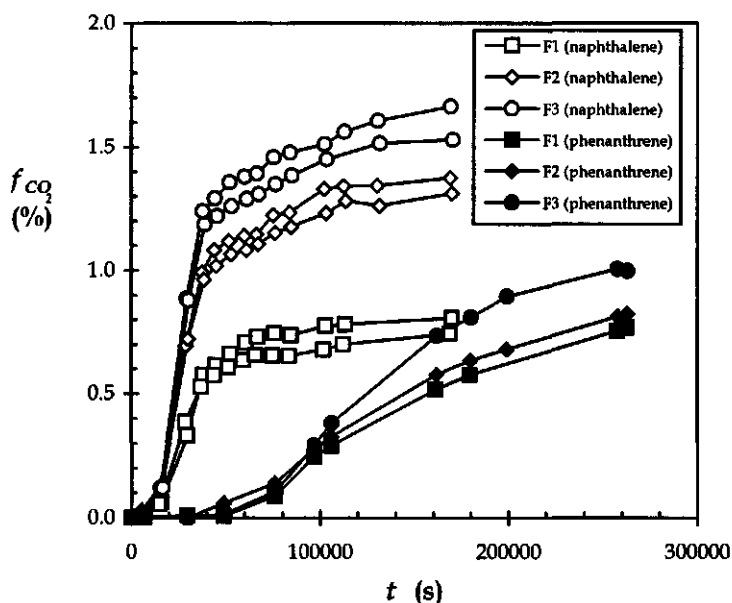 2.0
1.5
1.0
0.5
0.0
f CO2
(%)
F1 (naphthalene)
F2 (naphthalene)
F3 (naphthalene)
F1 (phenanthrene)
F2 (phenanthrene)
F3 (phenanthrene)
0 100000 200000 300000
t (s)